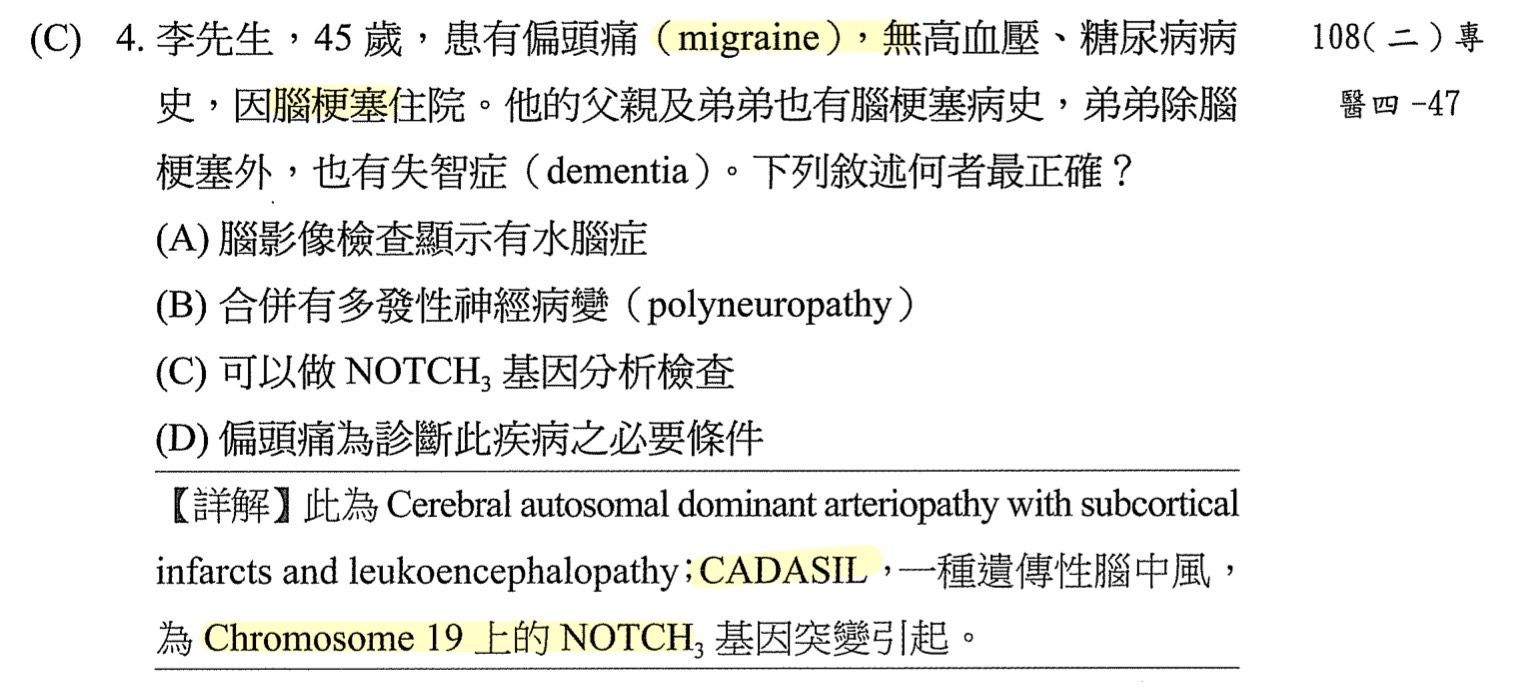 (C) 4. 李先生，45 歲，患有偏頭痛（migraine），無高血壓、糖尿病病 108(二)專
史，因腦梗塞住院。他的父親及弟弟也有腦梗塞病史，弟弟除腦 醫四-47
梗塞外，也有失智症（dementia）。下列敘述何者最正確？
(A) 腦影像檢查顯示有水腦症
(B) 合併有多發性神經病變（polyneuropathy）
(C) 可以做 NOTCH₃ 基因分析檢查
(D) 偏頭痛為診斷此疾病之必要條件
【詳解】此為 Cerebral autosomal dominant arteriopathy with subcortical
infarcts and leukoencephalopathy；CADASIL，一種遺傳性腦中風，
為 Chromosome 19 上的 NOTCH₃ 基因突變引起。